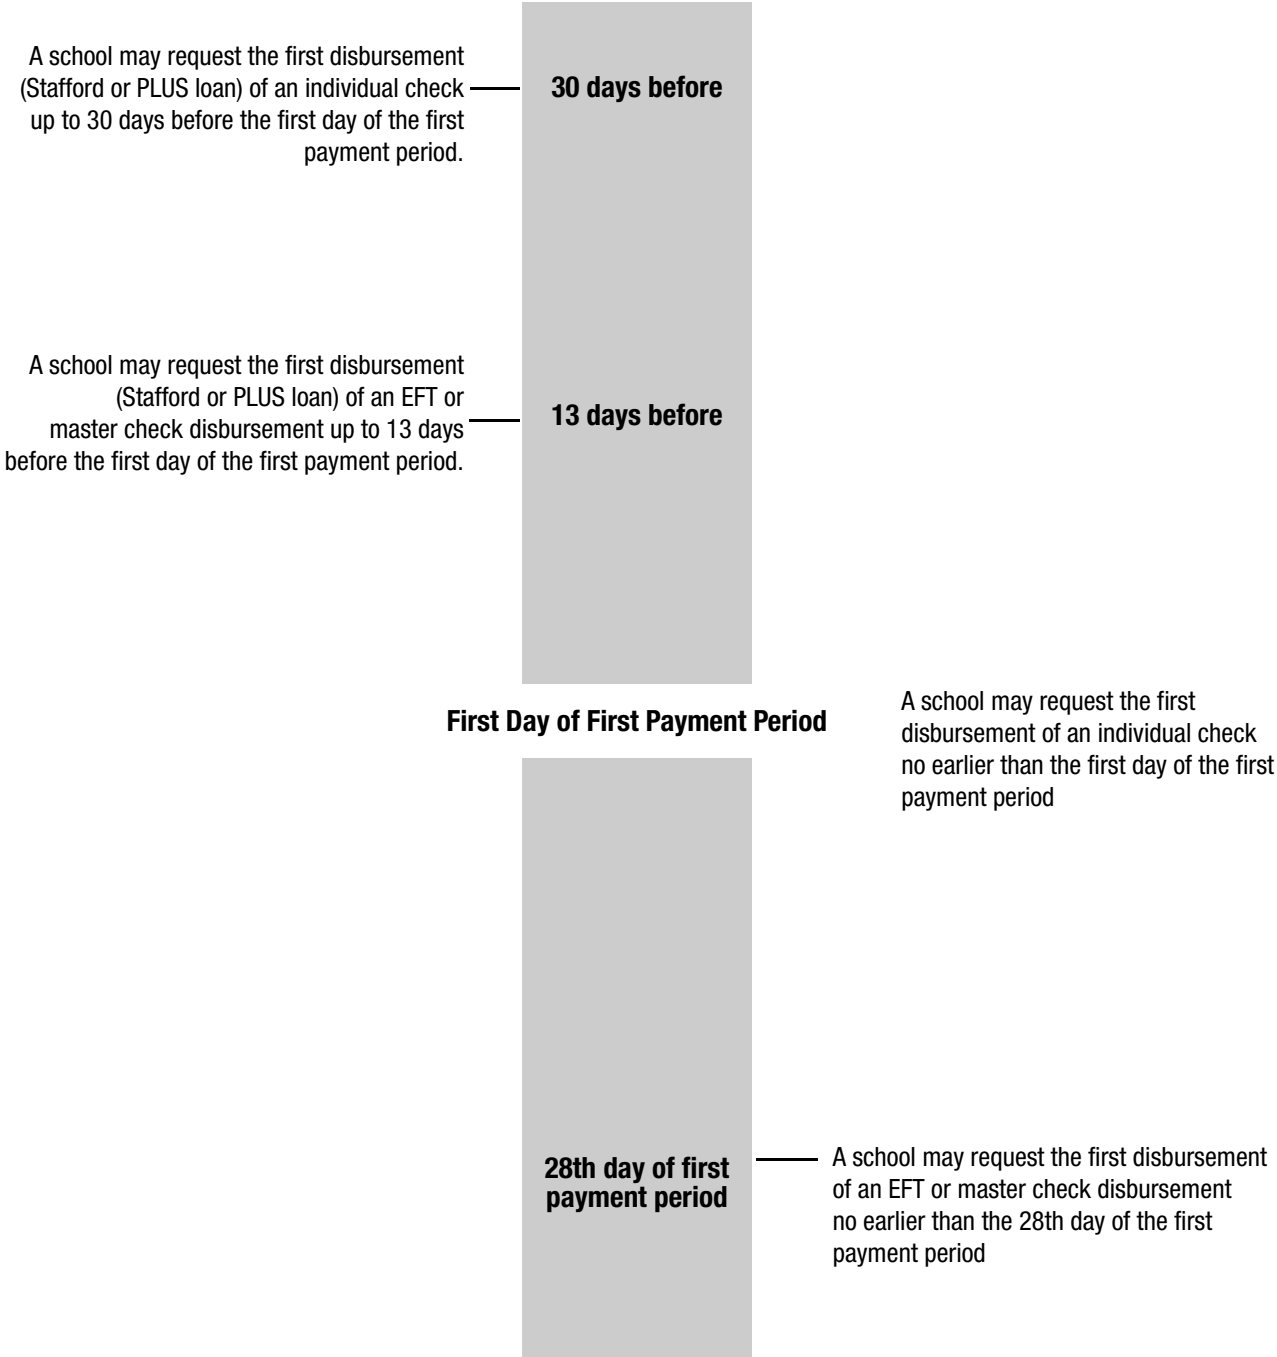 A school may request the first disbursement
(Stafford or PLUS loan) of an individual check
up to 30 days before the first day of the first
payment period.
30 days before
A school may request the first disbursement
(Stafford or PLUS loan) of an EFT or
master check disbursement up to 13 days
before the first day of the first payment period.
13 days before
First Day of First Payment Period
A school may request the first
disbursement of an individual check
no earlier than the first day of the first
payment period
28th day of first
payment period
A school may request the first disbursement
of an EFT or master check disbursement
no earlier than the 28th day of the first
payment period